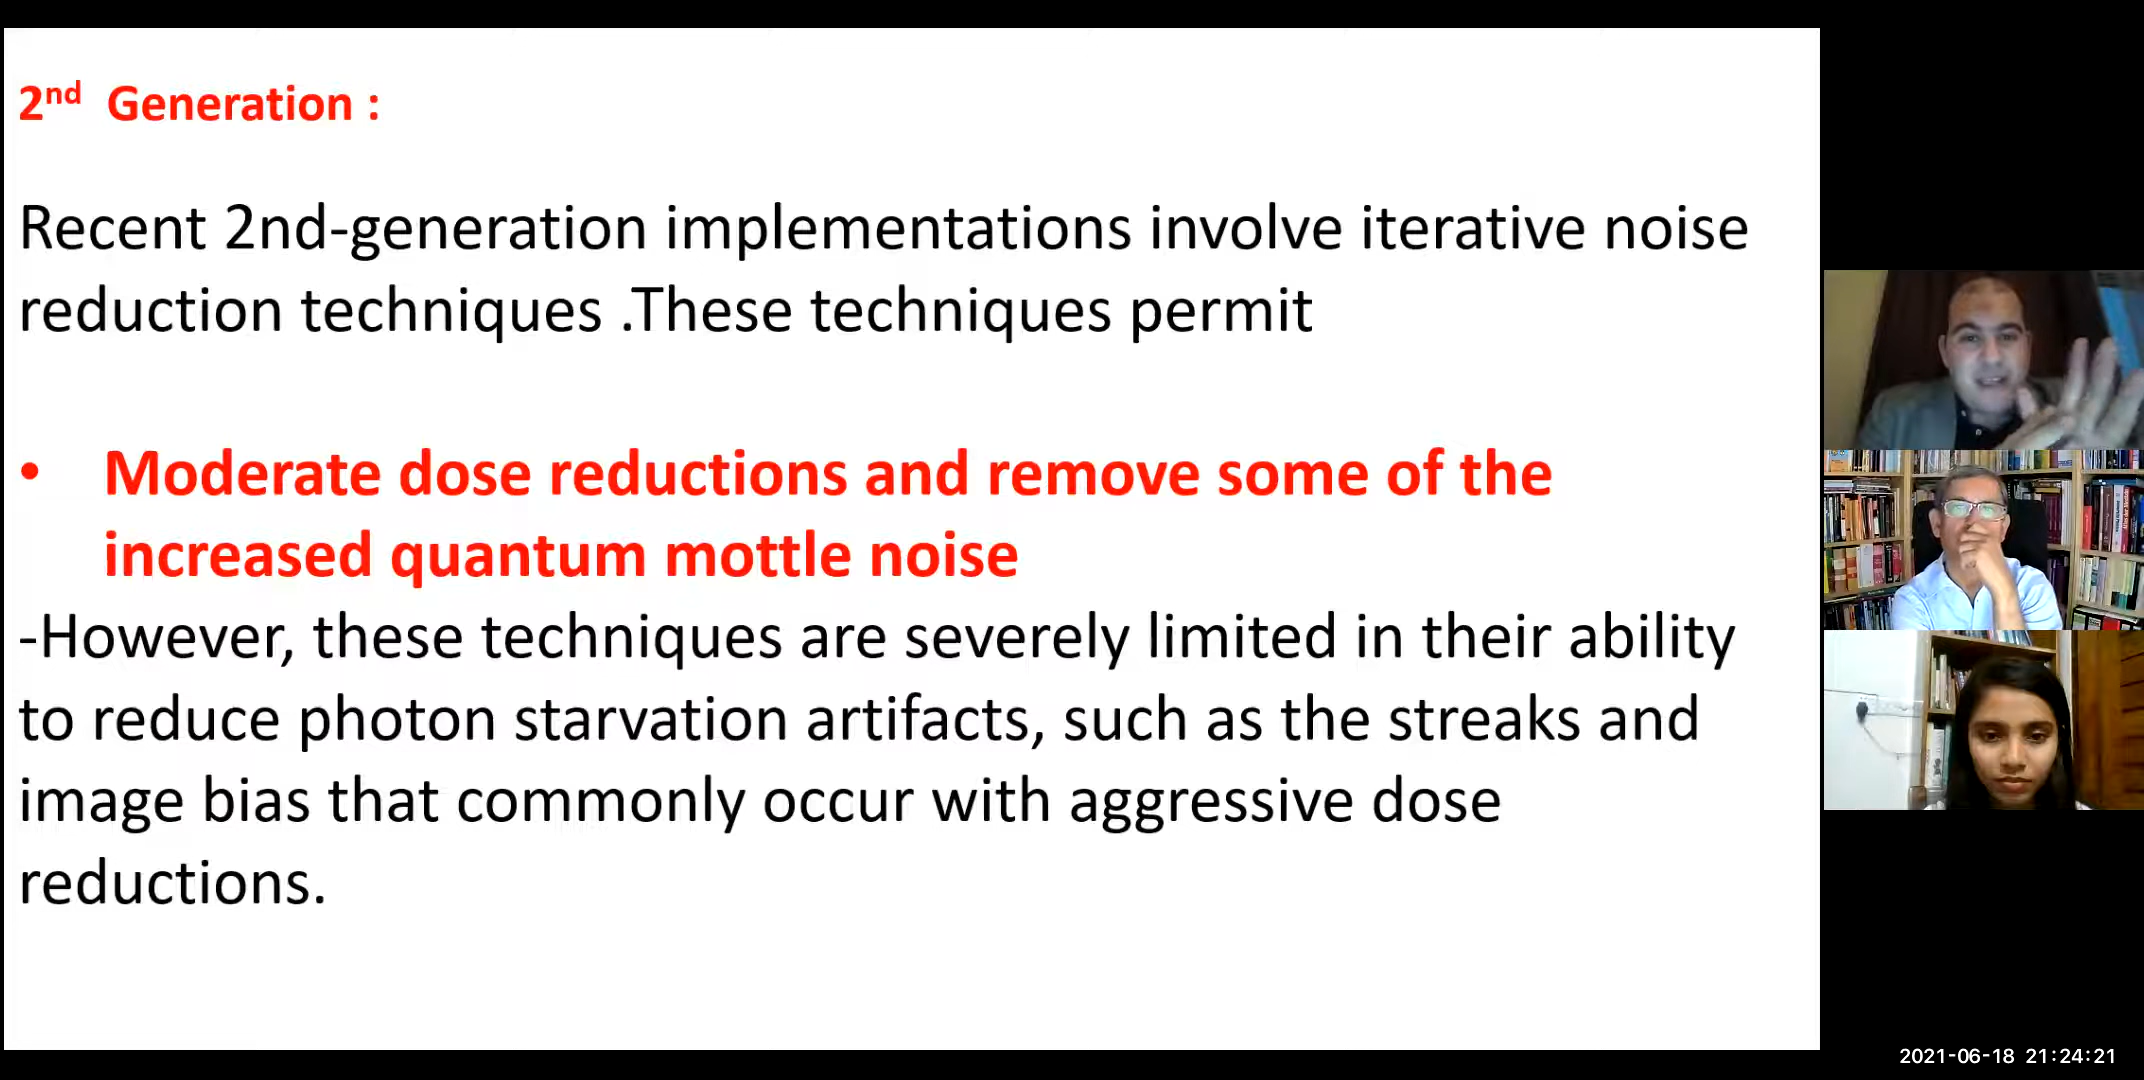 2nd Generation :
Recent 2nd-generation implementations involve iterative noise
reduction techniques .These techniques permit
• Moderate dose reductions and remove some of the
increased quantum mottle noise
-However, these techniques are severely limited in their ability
to reduce photon starvation artifacts, such as the streaks and
image bias that commonly occur with aggressive dose
reductions.
2021-06-18 21:24:21